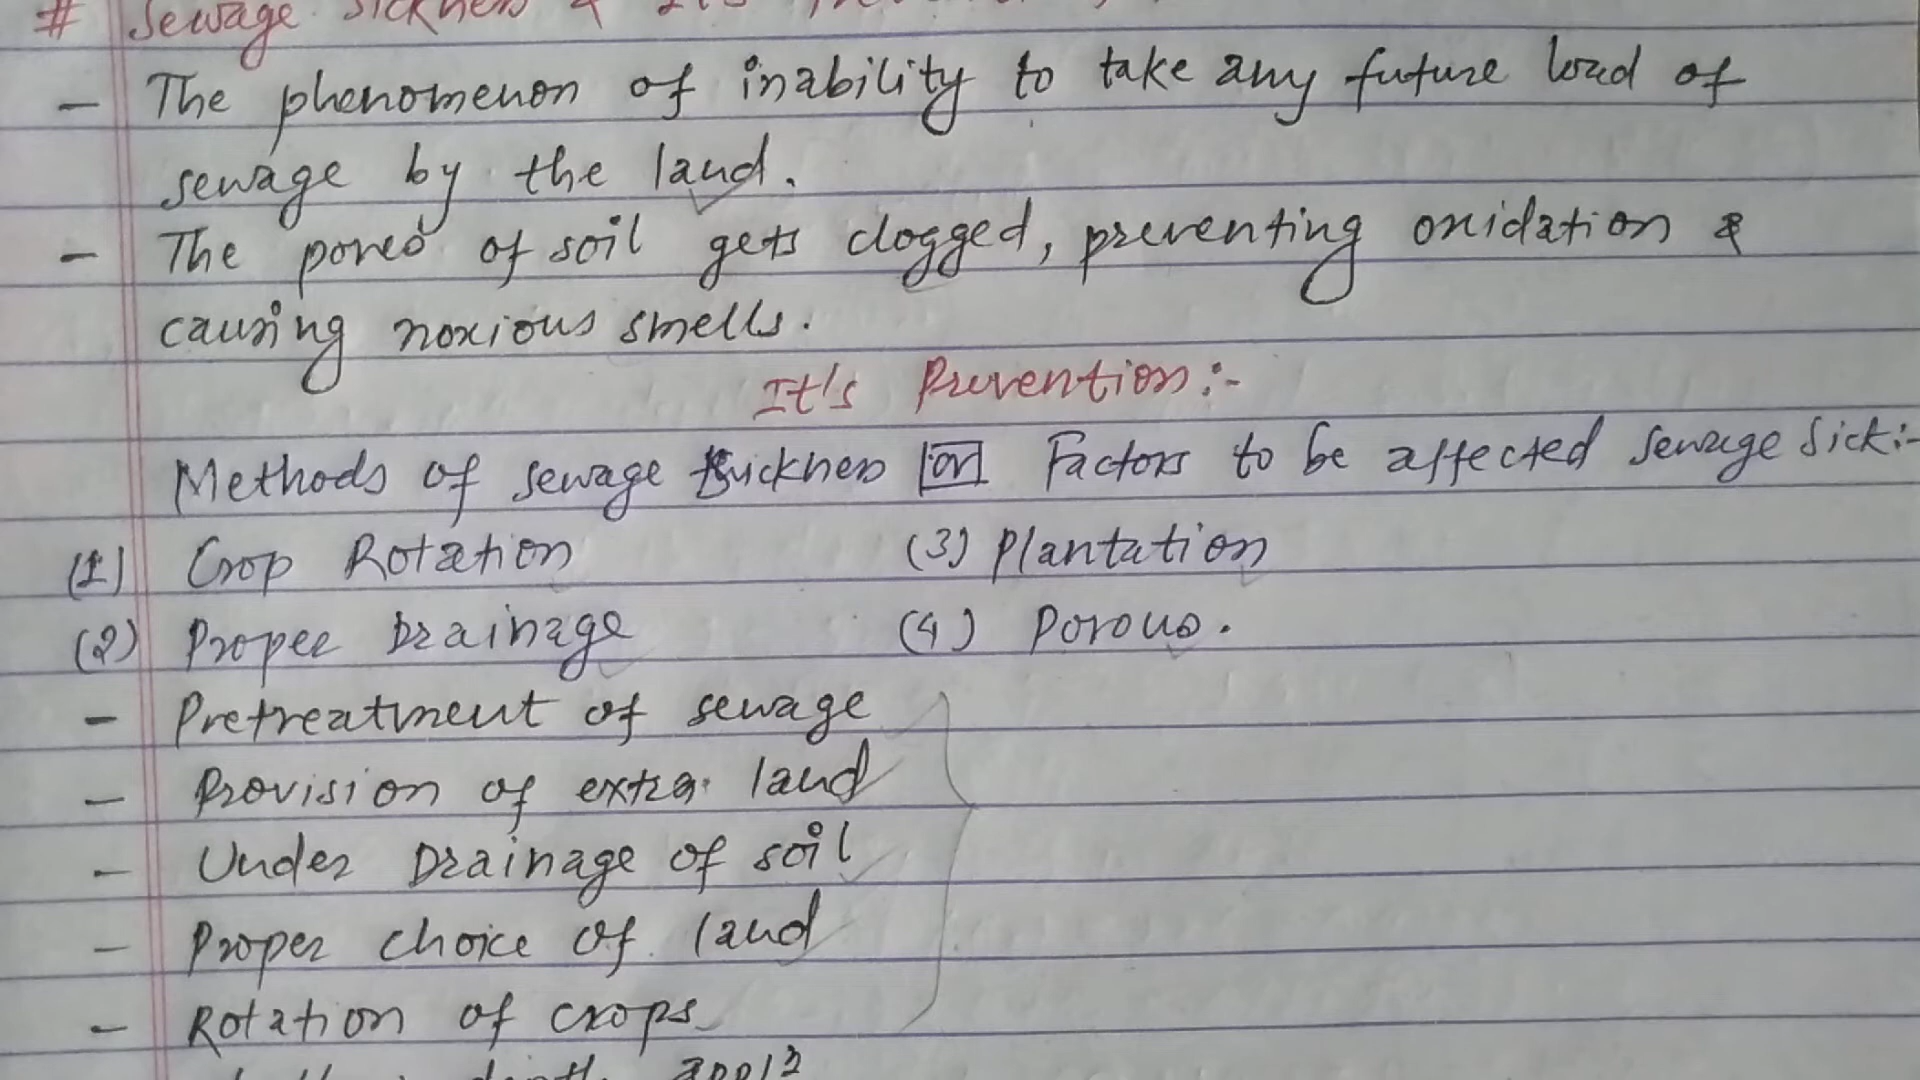 # Sewage Sickness & It's
- The phenomenon of inability to take any future load of
sewage by the land.
- The pores of soil gets clogged, preventing oxidation &
causing noxious smells.
It's Prevention:-
Methods of sewage sickness or Factors to be affected sewage sick:-
(1) Crop Rotation (3) Plantation
(2) Proper Drainage (4) Porous.
- Pretreatment of sewage
- Provision of extra land
- Under Drainage of soil
- Proper choice of land
- Rotation of crops
depth